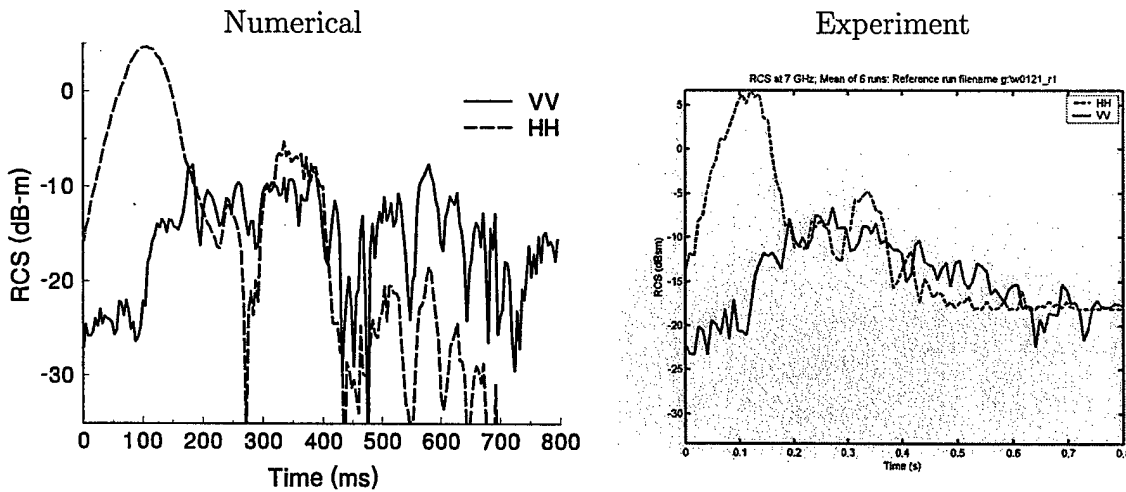 Numerical
0
-10
-20
-30
RCS (dB-m)
VV
HH
0 100 200 300 400 500 600 700 800
Time (ms)
Experiment
RCS at 7 GHz; Mean of 6 runs: Reference run filename g:\w0121_r1
5
0
-5
-10
-15
-20
-25
-30
RCS (dBsm)
HH
VV
0 0.1 0.2 0.3 0.4 0.5 0.6 0.7
Time (s)